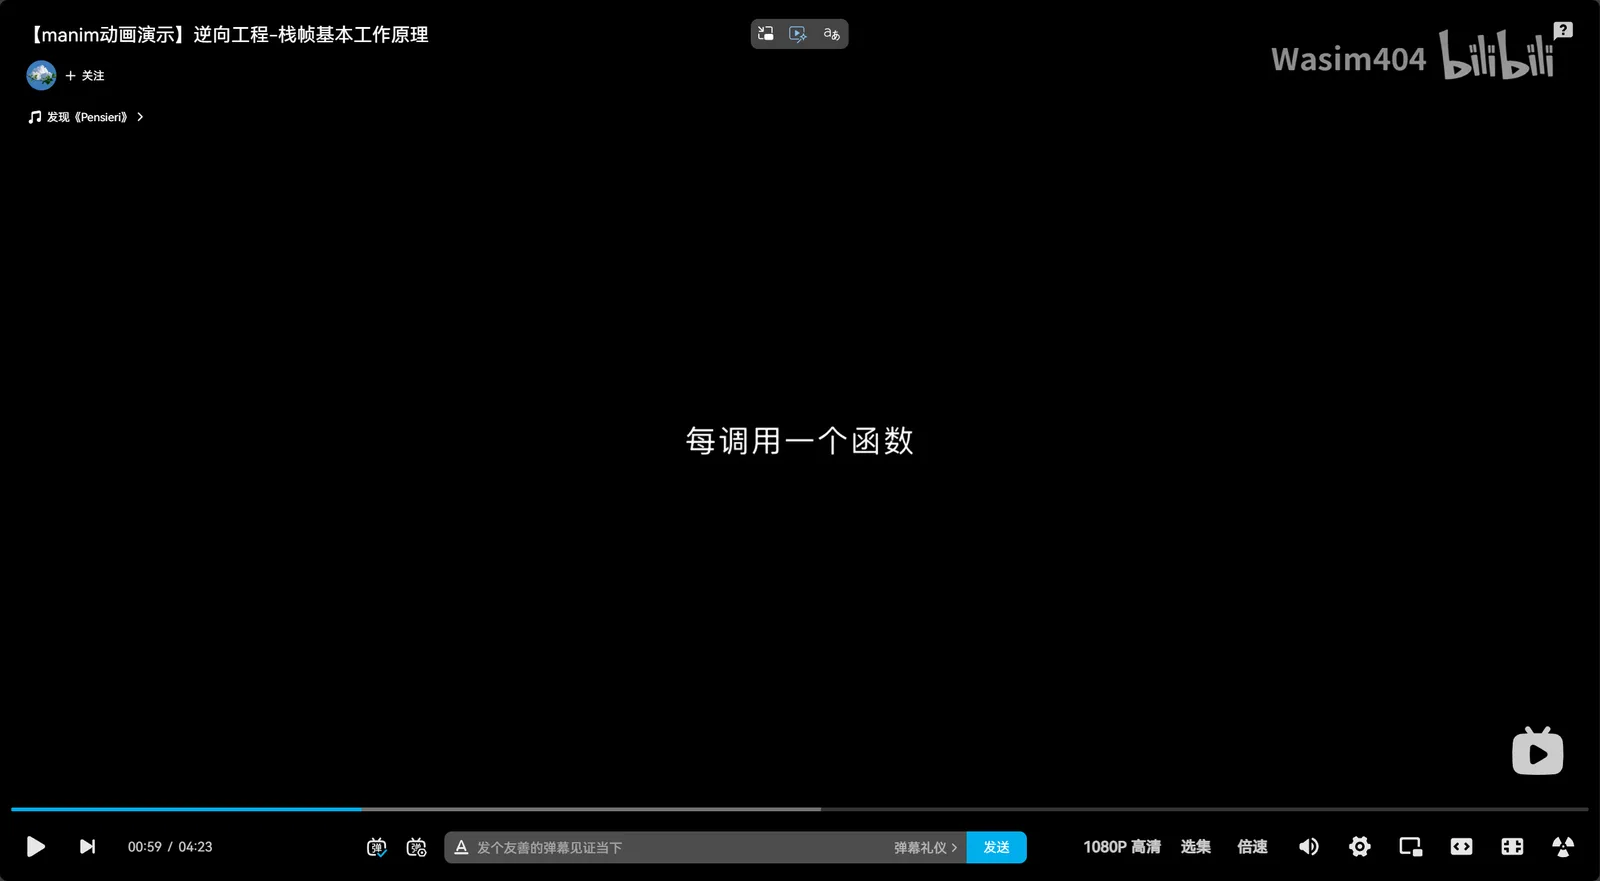 【manim动画演示】逆向工程-栈帧基本工作原理
+ 关注
发现《Pensieri》
Wasim404 bilibili
每调用一个函数
00:59 / 04:23
弹
弹
A 发个友善的弹幕见证当下
弹幕礼仪
发送
1080P 高清
选集
倍速